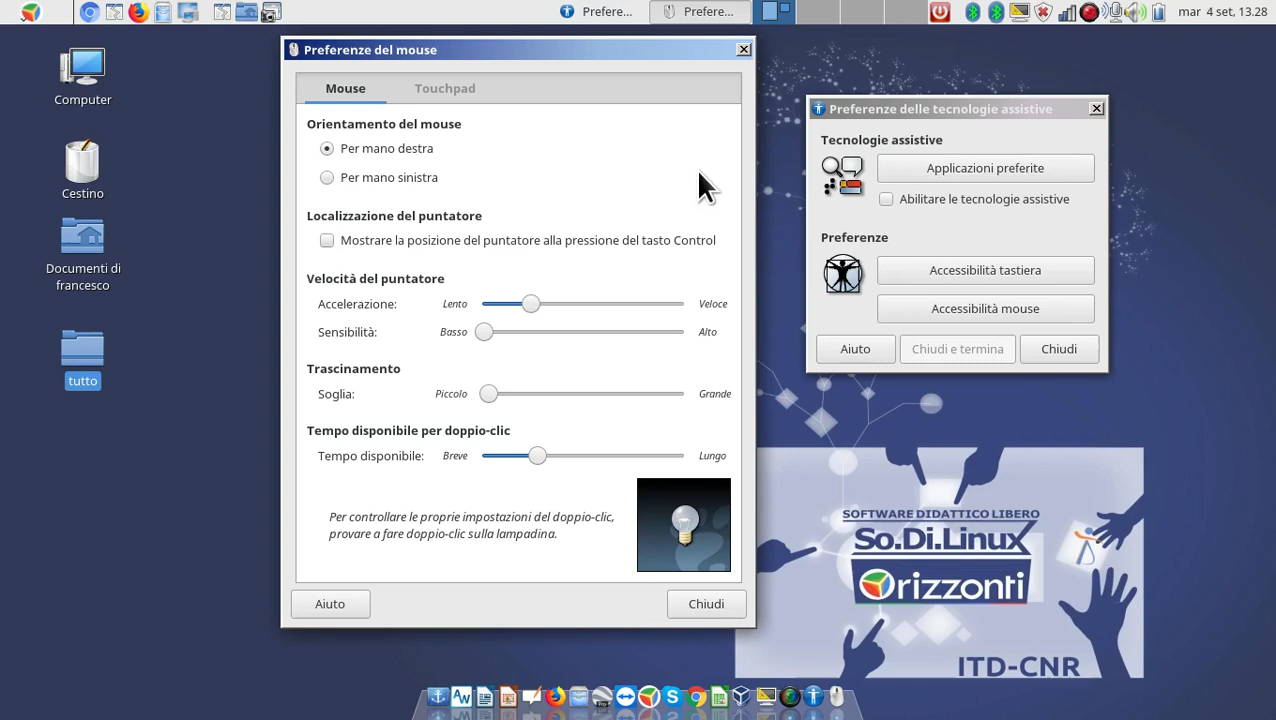 Prefere...
Prefere...
mar 4 set, 13.28
Computer
Cestino
Documenti di
francesco
tutto
Preferenze del mouse
Mouse
Touchpad
Orientamento del mouse
Per mano destra
Per mano sinistra
Localizzazione del puntatore
Mostrare la posizione del puntatore alla pressione del tasto Control
Velocità del puntatore
Accelerazione: Lento Veloce
Sensibilità: Basso Alto
Trascinamento
Soglia: Piccolo Grande
Tempo disponibile per doppio-clic
Tempo disponibile: Breve Lungo
Per controllare le proprie impostazioni del doppio-clic,
provare a fare doppio-clic sulla lampadina.
Aiuto
Chiudi
Preferenze delle tecnologie assistive
Tecnologie assistive
Applicazioni preferite
Abilitare le tecnologie assistive
Preferenze
Accessibilità tastiera
Accessibilità mouse
Aiuto
Chiudi e termina
Chiudi
SOFTWARE DIDATTICO LIBERO
So.Di.Linux
Orizzonti
ITD-CNR